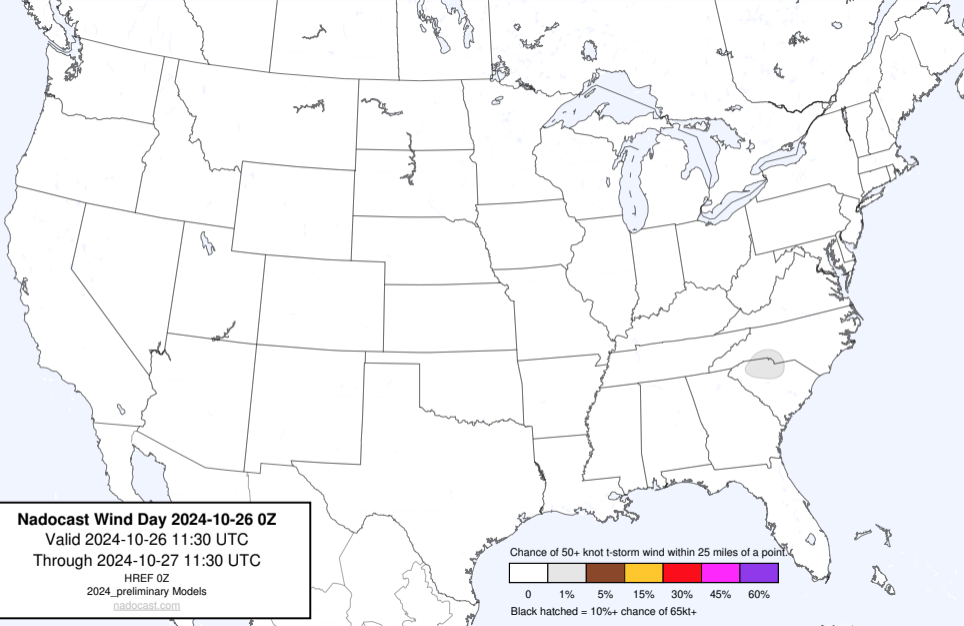 Nadocast Wind Day 2024-10-26 0Z
Valid 2024-10-26 11:30 UTC
Through 2024-10-27 11:30 UTC
HREF 0Z
2024_preliminary Models
nadocast.com
Chance of 50+ knot t-storm wind within 25 miles of a point.
0 1% 5% 15% 30% 45% 60%
Black hatched = 10%+ chance of 65kt+